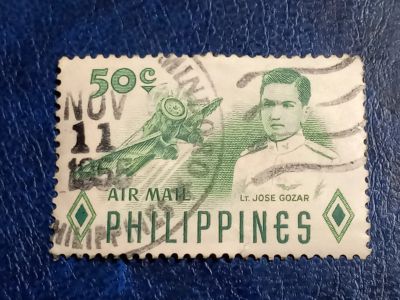 50c
NOV
11
AIR MAIL
LT. JOSE GOZAR
PHILIPPINES